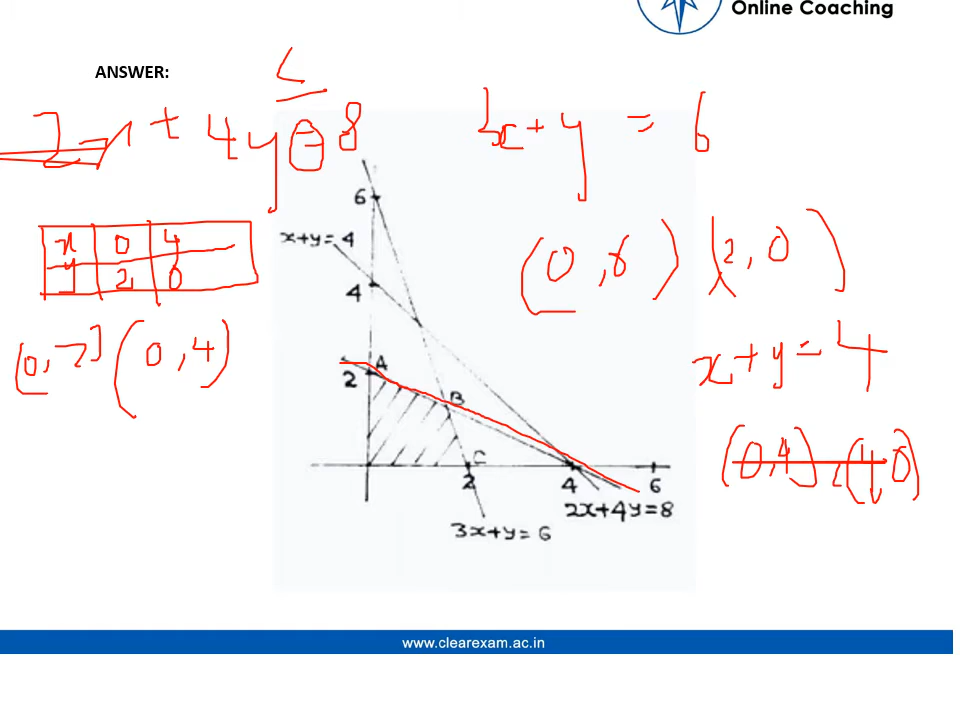 Online Coaching
ANSWER:
≤
2x + 4y = 8
3x + y = 6
6
x+y=4
x 0 4
y 2 0
(0,6) (2,0)
4
(0,2) (0,4)
x+y=4
A
2
B
(0,4), (4,0)
C
2
4
6
2x+4y=8
3x+y=6
www.clearexam.ac.in